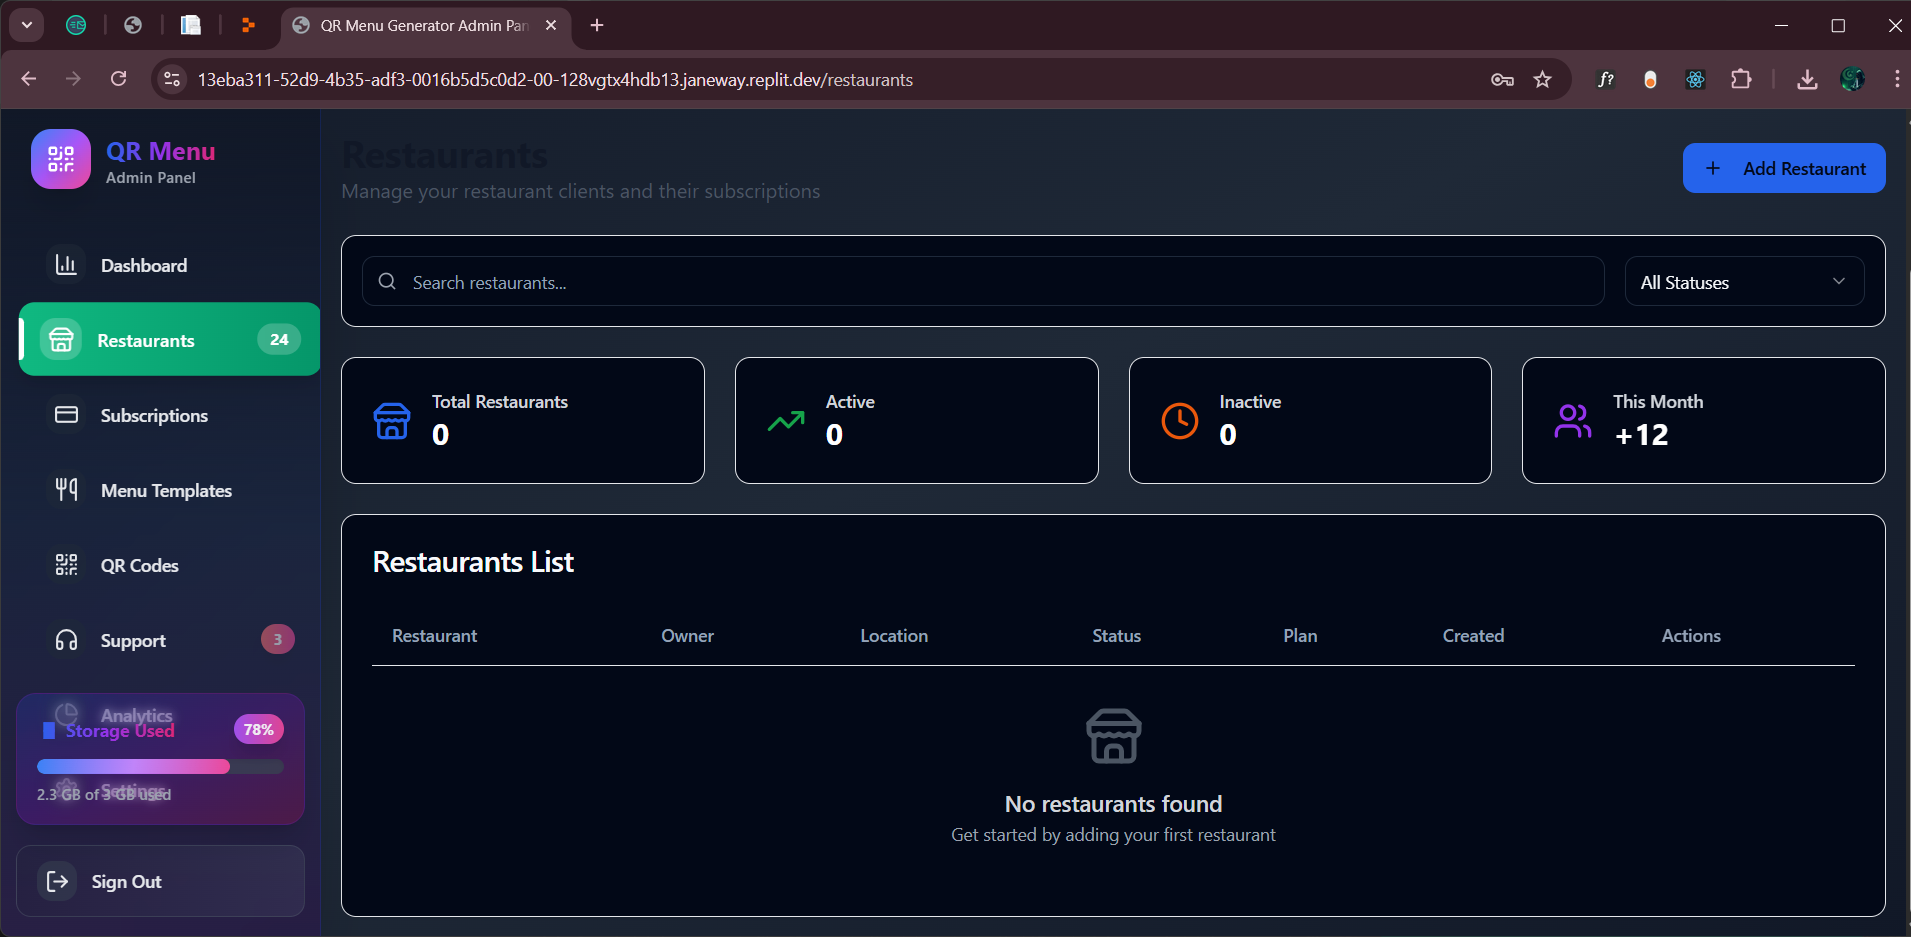 QR Menu Generator Admin Pan
13eba311-52d9-4b35-adf3-0016b5d5c0d2-00-128vgtx4hdb13.janeway.replit.dev/restaurants
f?
QR Menu
Admin Panel
Dashboard
Restaurants 24
Subscriptions
Menu Templates
QR Codes
Support 3
Analytics
Storage Used 78%
Settings
2.3 GB of 3 GB used
Sign Out
Restaurants
Manage your restaurant clients and their subscriptions
+ Add Restaurant
Search restaurants...
All Statuses
Total Restaurants
0
Active
0
Inactive
0
This Month
+12
Restaurants List
Restaurant Owner Location Status Plan Created Actions
No restaurants found
Get started by adding your first restaurant